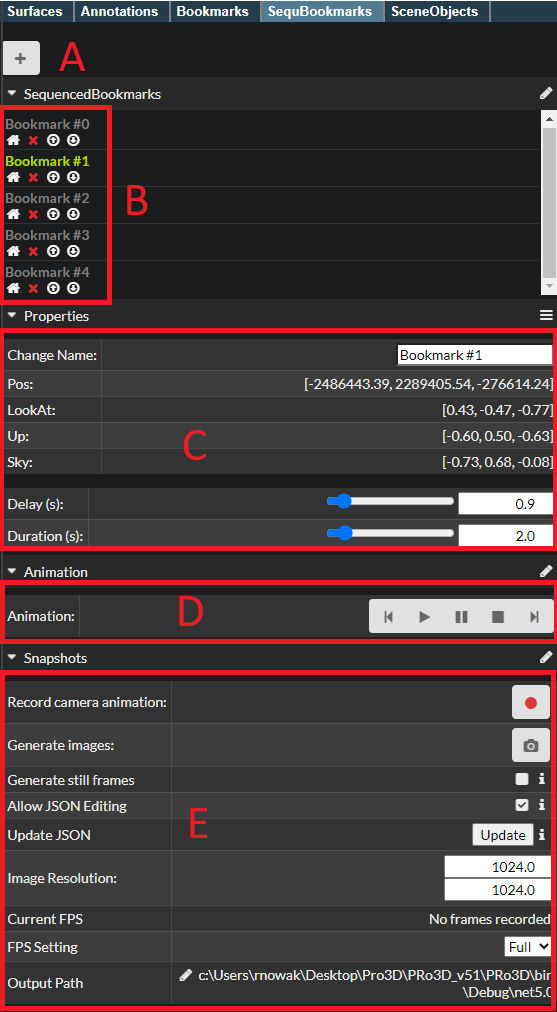 Surfaces Annotations Bookmarks SequBookmarks SceneObjects
+ A
SequencedBookmarks
Bookmark #0
Bookmark #1
B
Bookmark #2
Bookmark #3
Bookmark #4
Properties
Change Name: Bookmark #1
Pos: [-2486443.39, 2289405.54, -276614.24]
LookAt: [0.43, -0.47, -0.77]
Up: [-0.60, 0.50, -0.63]
C
Sky: [-0.73, 0.68, -0.08]
Delay (s): 0.9
Duration (s): 2.0
Animation
Animation: D
Snapshots
Record camera animation:
Generate images:
Generate still frames i
Allow JSON Editing i
E
Update JSON Update i
Image Resolution: 1024.0
1024.0
Current FPS No frames recorded
FPS Setting Full
Output Path c:\Users\rnowak\Desktop\Pro3D\PRo3D_v51\PRo3D\bin
\Debug\net5.0